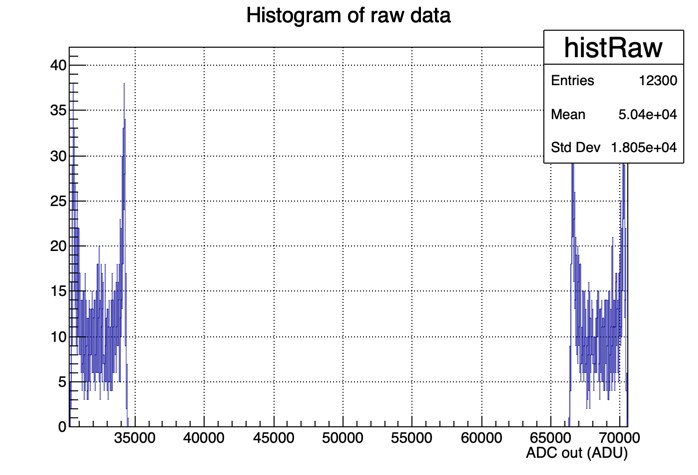 Histogram of raw data
histRaw
Entries 12300
Mean 5.04e+04
Std Dev 1.805e+04
40
35
30
25
20
15
10
5
0
35000 40000 45000 50000 55000 60000 65000 70000
ADC out (ADU)